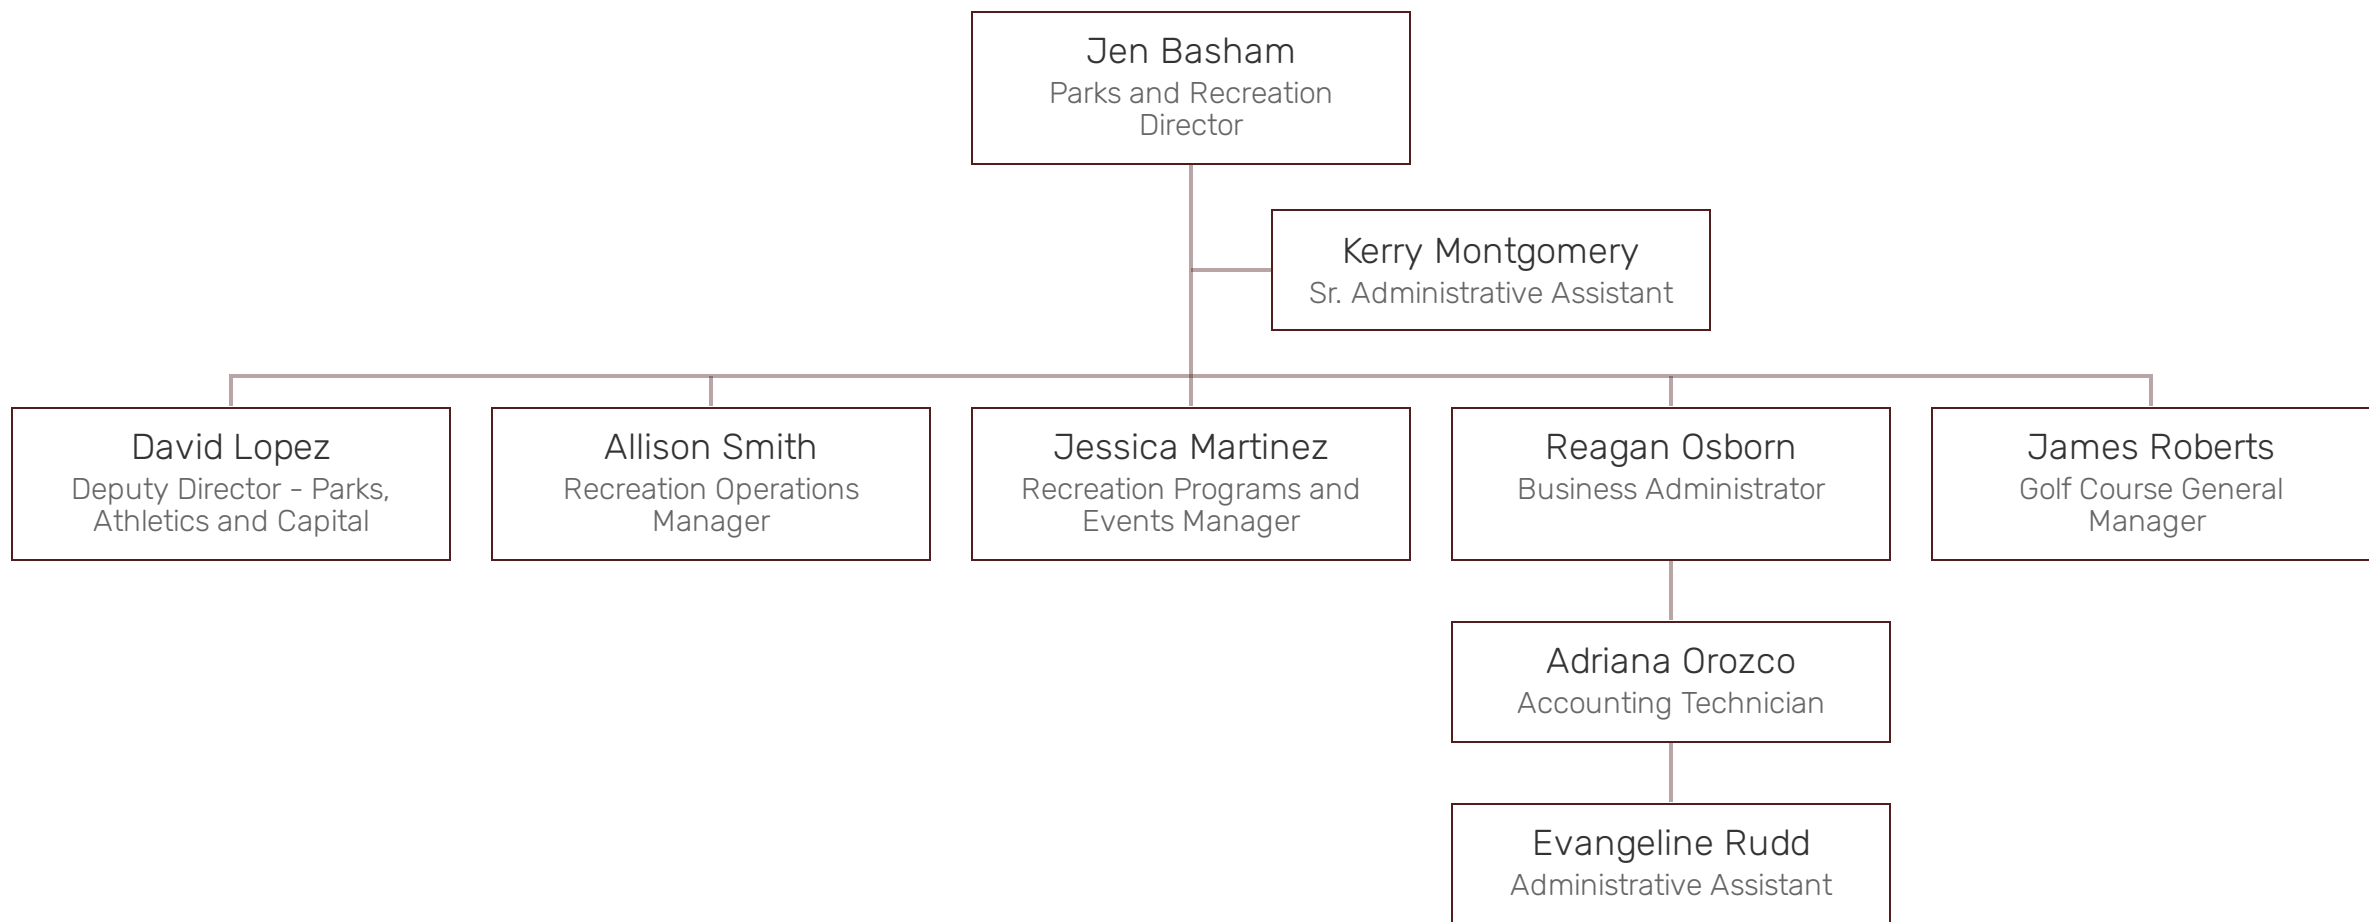 Jen Basham
Parks and Recreation
Director
Kerry Montgomery
Sr. Administrative Assistant
David Lopez
Deputy Director - Parks,
Athletics and Capital
Allison Smith
Recreation Operations
Manager
Jessica Martinez
Recreation Programs and
Events Manager
Reagan Osborn
Business Administrator
James Roberts
Golf Course General
Manager
Adriana Orozco
Accounting Technician
Evangeline Rudd
Administrative Assistant